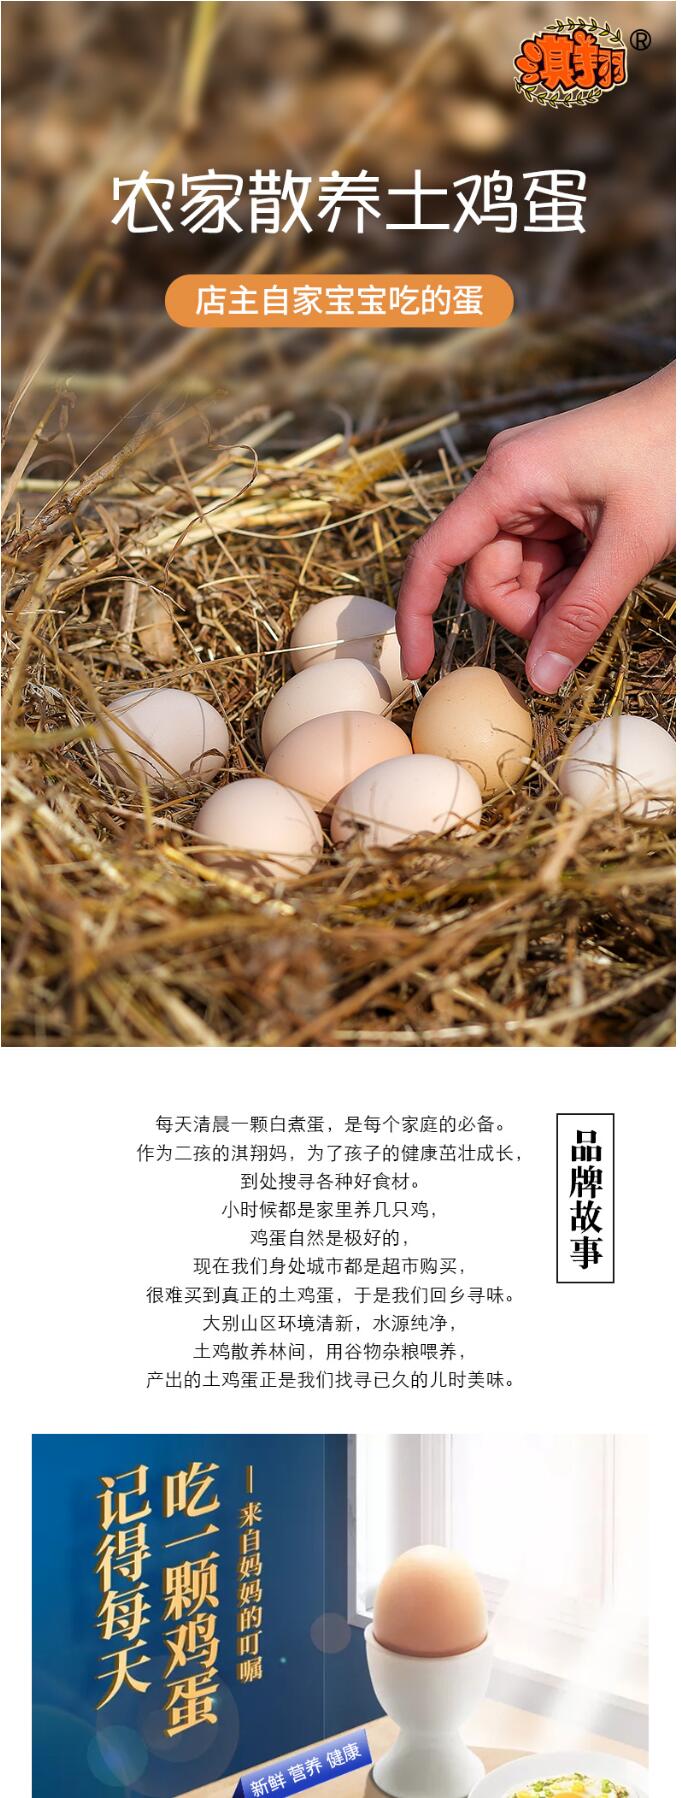 淇翔®
农家散养土鸡蛋
店主自家宝宝吃的蛋
品牌故事
每天清晨一颗白煮蛋，是每个家庭的必备。
作为二孩的淇翔妈，为了孩子的健康茁壮成长，
到处搜寻各种好食材。
小时候都是家里养几只鸡，
鸡蛋自然是极好的，
现在我们身处城市都是超市购买，
很难买到真正的土鸡蛋，于是我们回乡寻味。
大别山区环境清新，水源纯净，
土鸡散养林间，用谷物杂粮喂养，
产出的土鸡蛋正是我们找寻已久的儿时美味。
记得每天
吃一颗鸡蛋
—来自妈妈的叮嘱
新鲜 营养 健康